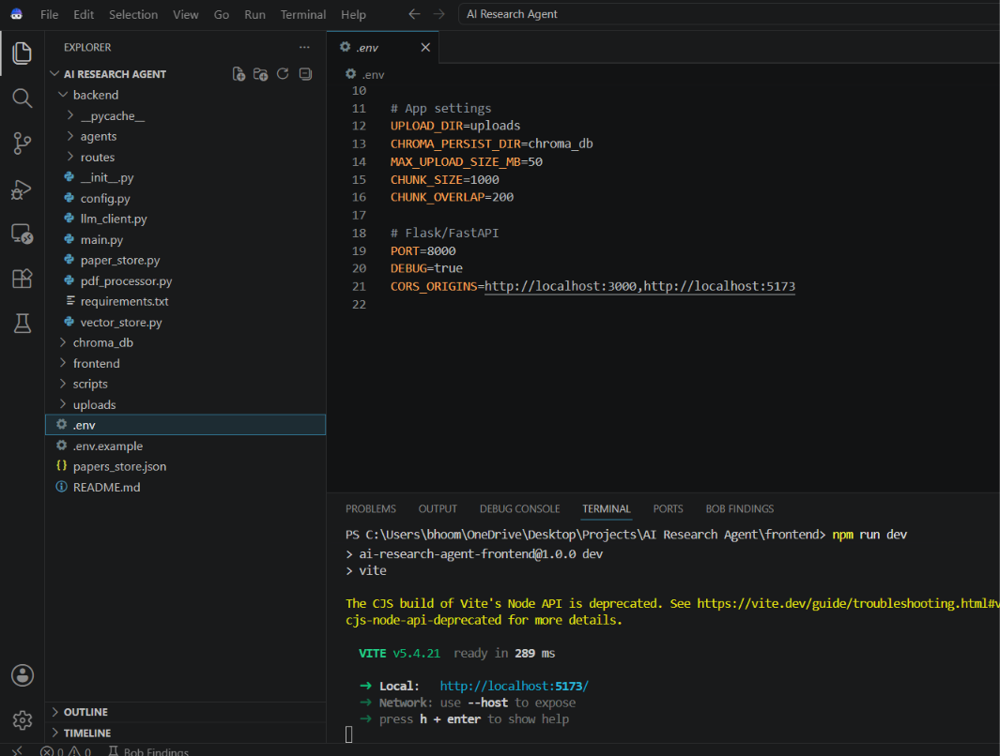 File Edit Selection View Go Run Terminal Help ← → AI Research Agent
EXPLORER ...
AI RESEARCH AGENT
backend
__pycache__
agents
routes
__init__.py
config.py
llm_client.py
main.py
paper_store.py
pdf_processor.py
requirements.txt
vector_store.py
chroma_db
frontend
scripts
uploads
.env
.env.example
papers_store.json
README.md
OUTLINE
TIMELINE
.env
.env
10
11 # App settings
12 UPLOAD_DIR=uploads
13 CHROMA_PERSIST_DIR=chroma_db
14 MAX_UPLOAD_SIZE_MB=50
15 CHUNK_SIZE=1000
16 CHUNK_OVERLAP=200
17
18 # Flask/FastAPI
19 PORT=8000
20 DEBUG=true
21 CORS_ORIGINS=http://localhost:3000,http://localhost:5173
22
PROBLEMS OUTPUT DEBUG CONSOLE TERMINAL PORTS BOB FINDINGS
PS C:\Users\bhoom\OneDrive\Desktop\Projects\AI Research Agent\frontend> npm run dev
> ai-research-agent-frontend@1.0.0 dev
> vite
The CJS build of Vite's Node API is deprecated. See https://vite.dev/guide/troubleshooting.html#v
cjs-node-api-deprecated for more details.
VITE v5.4.21 ready in 289 ms
→ Local: http://localhost:5173/
→ Network: use --host to expose
→ press h + enter to show help
0 0 Bob Findings